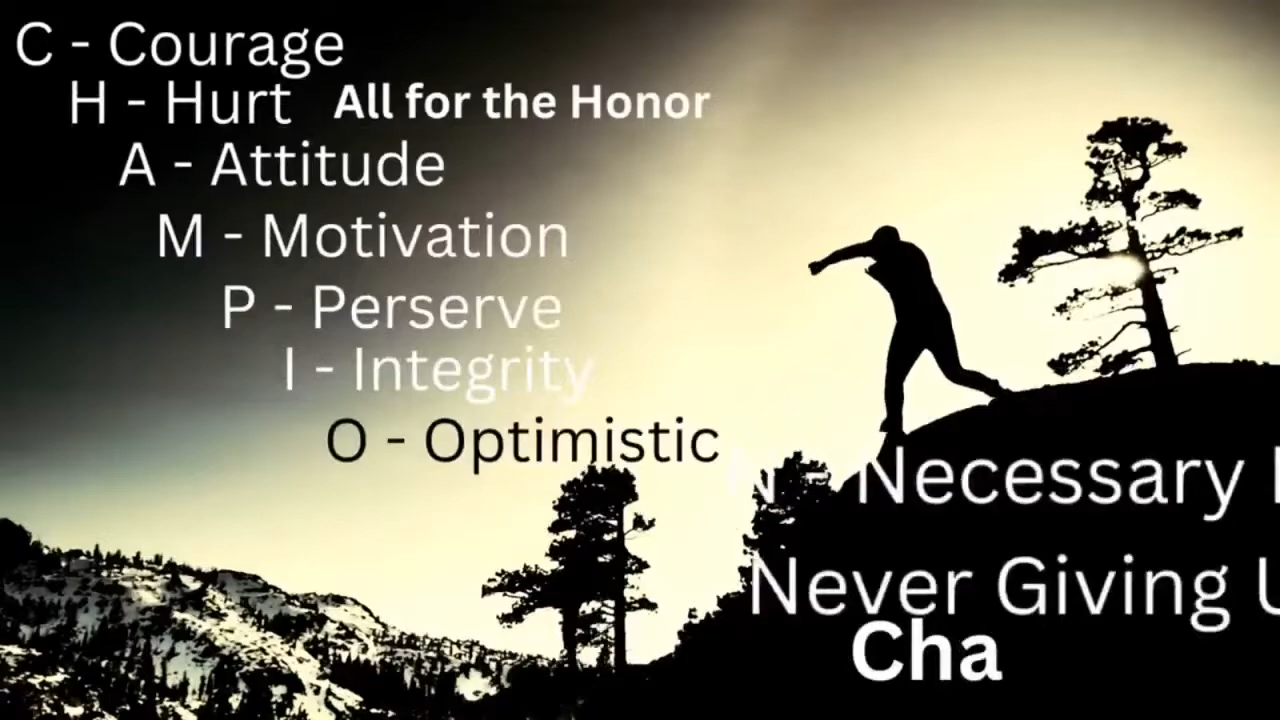 C - Courage
H - Hurt
All for the Honor
A - Attitude
M - Motivation
P - Perserve
I - Integrity
O - Optimistic
N - Necessary
Never Giving
Cha